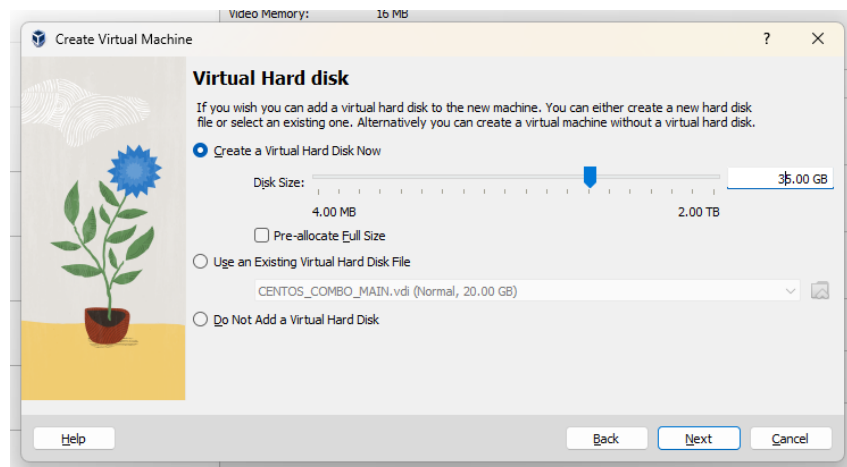 Video Memory: 16 MB
Create Virtual Machine
? ×
Virtual Hard disk
If you wish you can add a virtual hard disk to the new machine. You can either create a new hard disk
file or select an existing one. Alternatively you can create a virtual machine without a virtual hard disk.
Create a Virtual Hard Disk Now
Disk Size: 35.00 GB
4.00 MB 2.00 TB
Pre-allocate Full Size
Use an Existing Virtual Hard Disk File
CENTOS_COMBO_MAIN.vdi (Normal, 20.00 GB)
Do Not Add a Virtual Hard Disk
Help Back Next Cancel